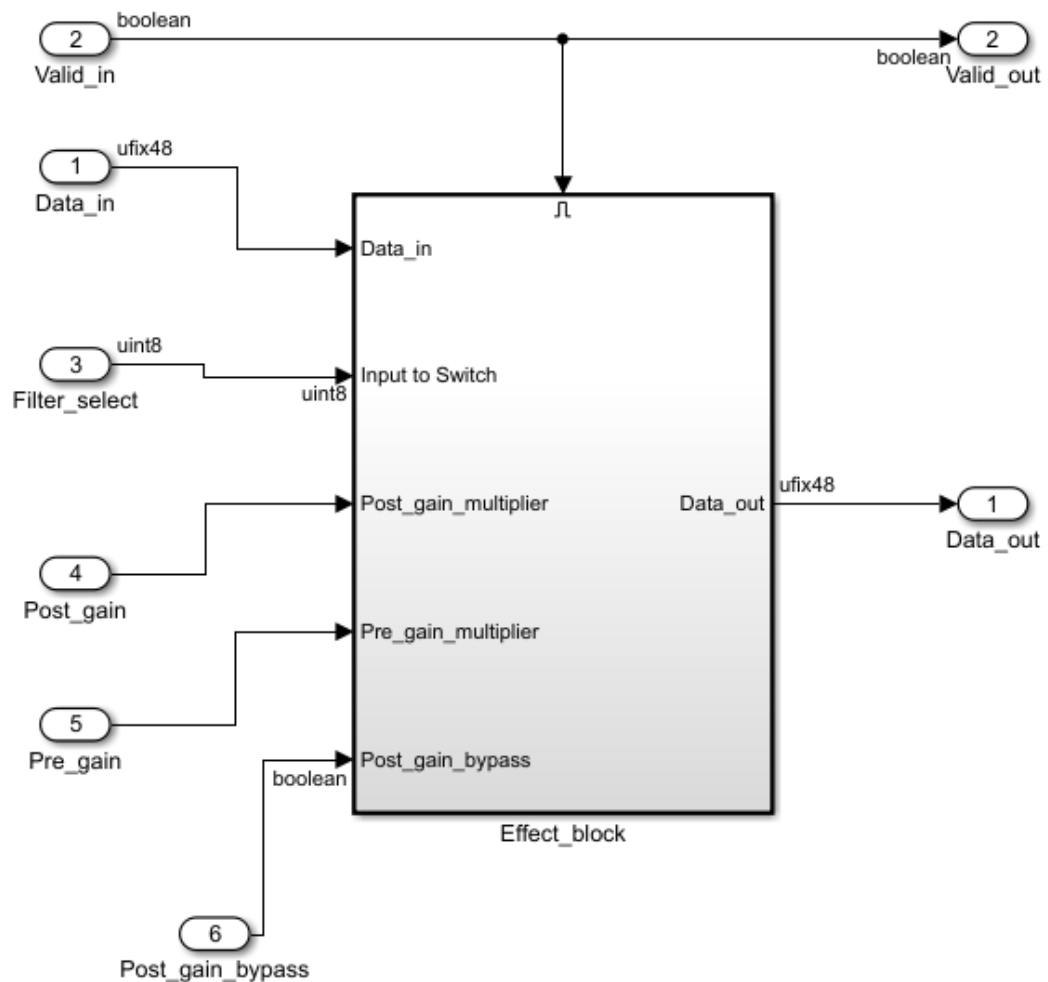 boolean
2
Valid_in
boolean
2
Valid_out
ufix48
1
Data_in
Data_in
uint8
3
Filter_select
uint8
Input to Switch
Post_gain_multiplier
4
Post_gain
Data_out
ufix48
1
Data_out
Pre_gain_multiplier
5
Pre_gain
boolean
Post_gain_bypass
Effect_block
6
Post_gain_bypass